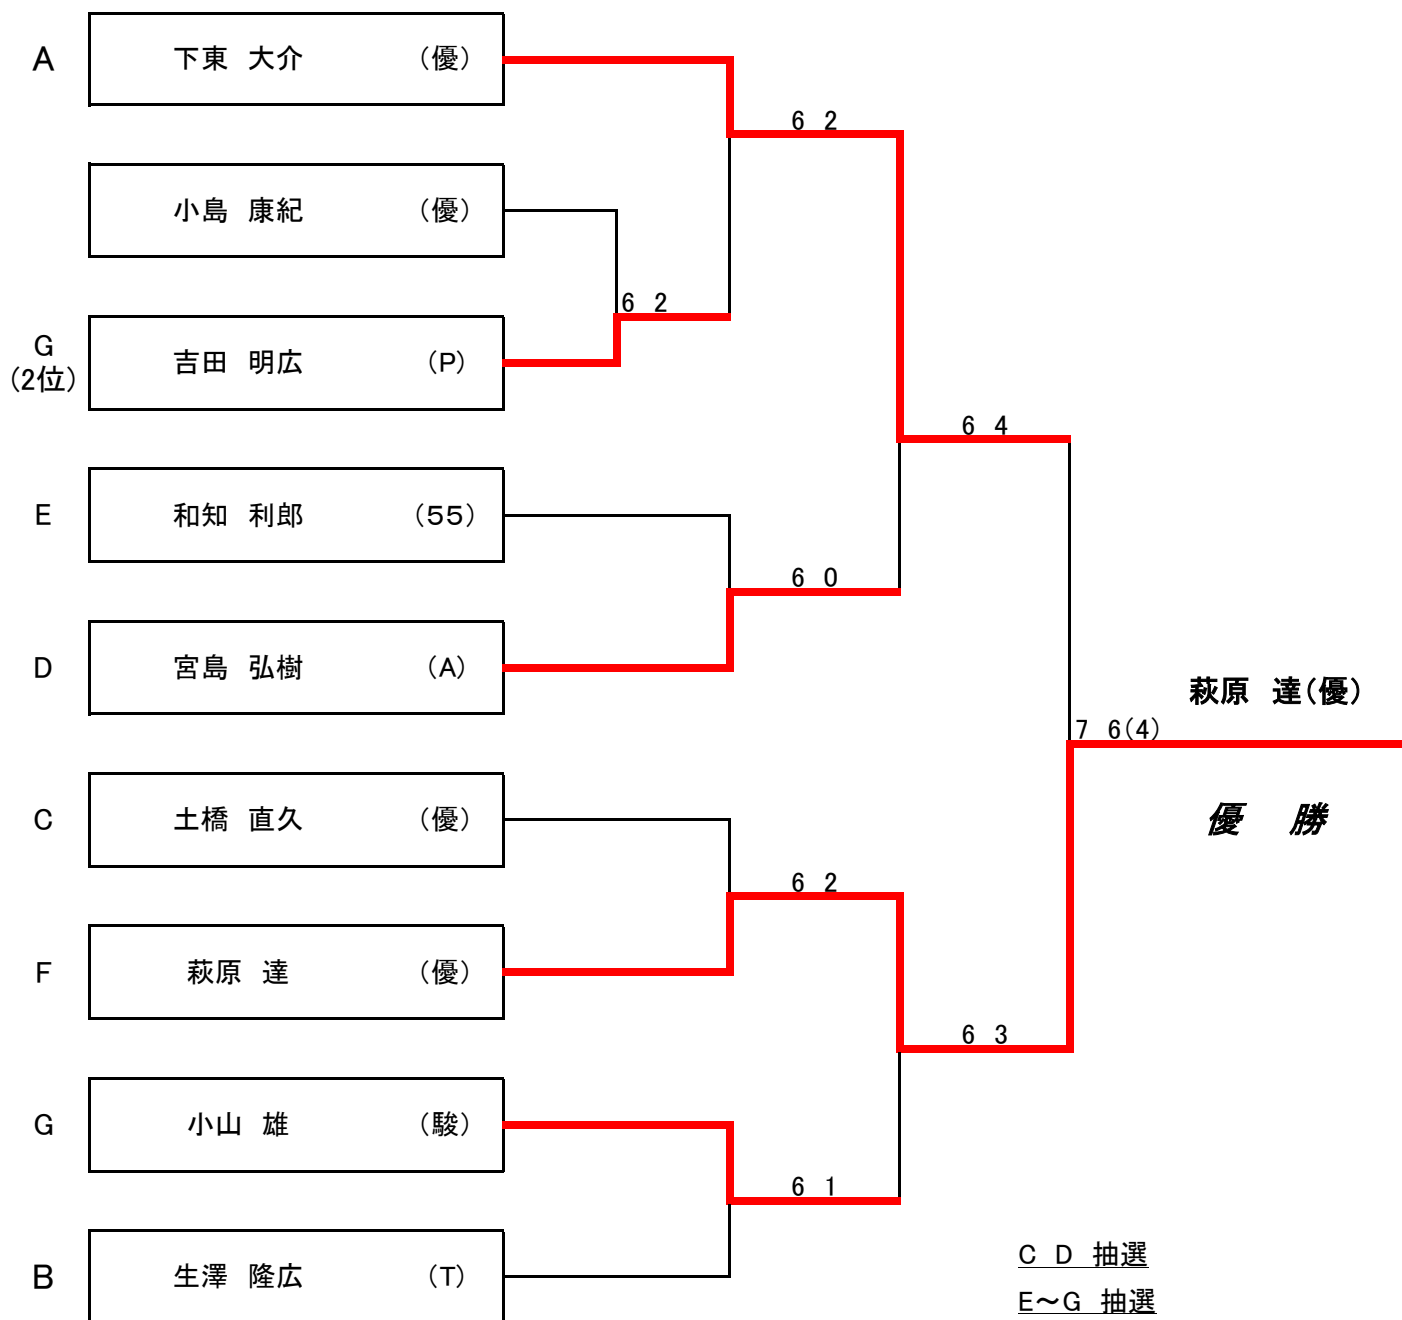 A 下東 大介 (優)
6 2
小島 康紀 (優)
6 2
G
(2位)
吉田 明広 (P)
6 4
E 和知 利郎 (55)
6 0
D 宮島 弘樹 (A)
萩原 達(優)
7 6(4)
優 勝
C 土橋 直久 (優)
6 2
F 萩原 達 (優)
6 3
G 小山 雄 (駿)
6 1
B 生澤 隆広 (T)
C D 抽選
E～G 抽選